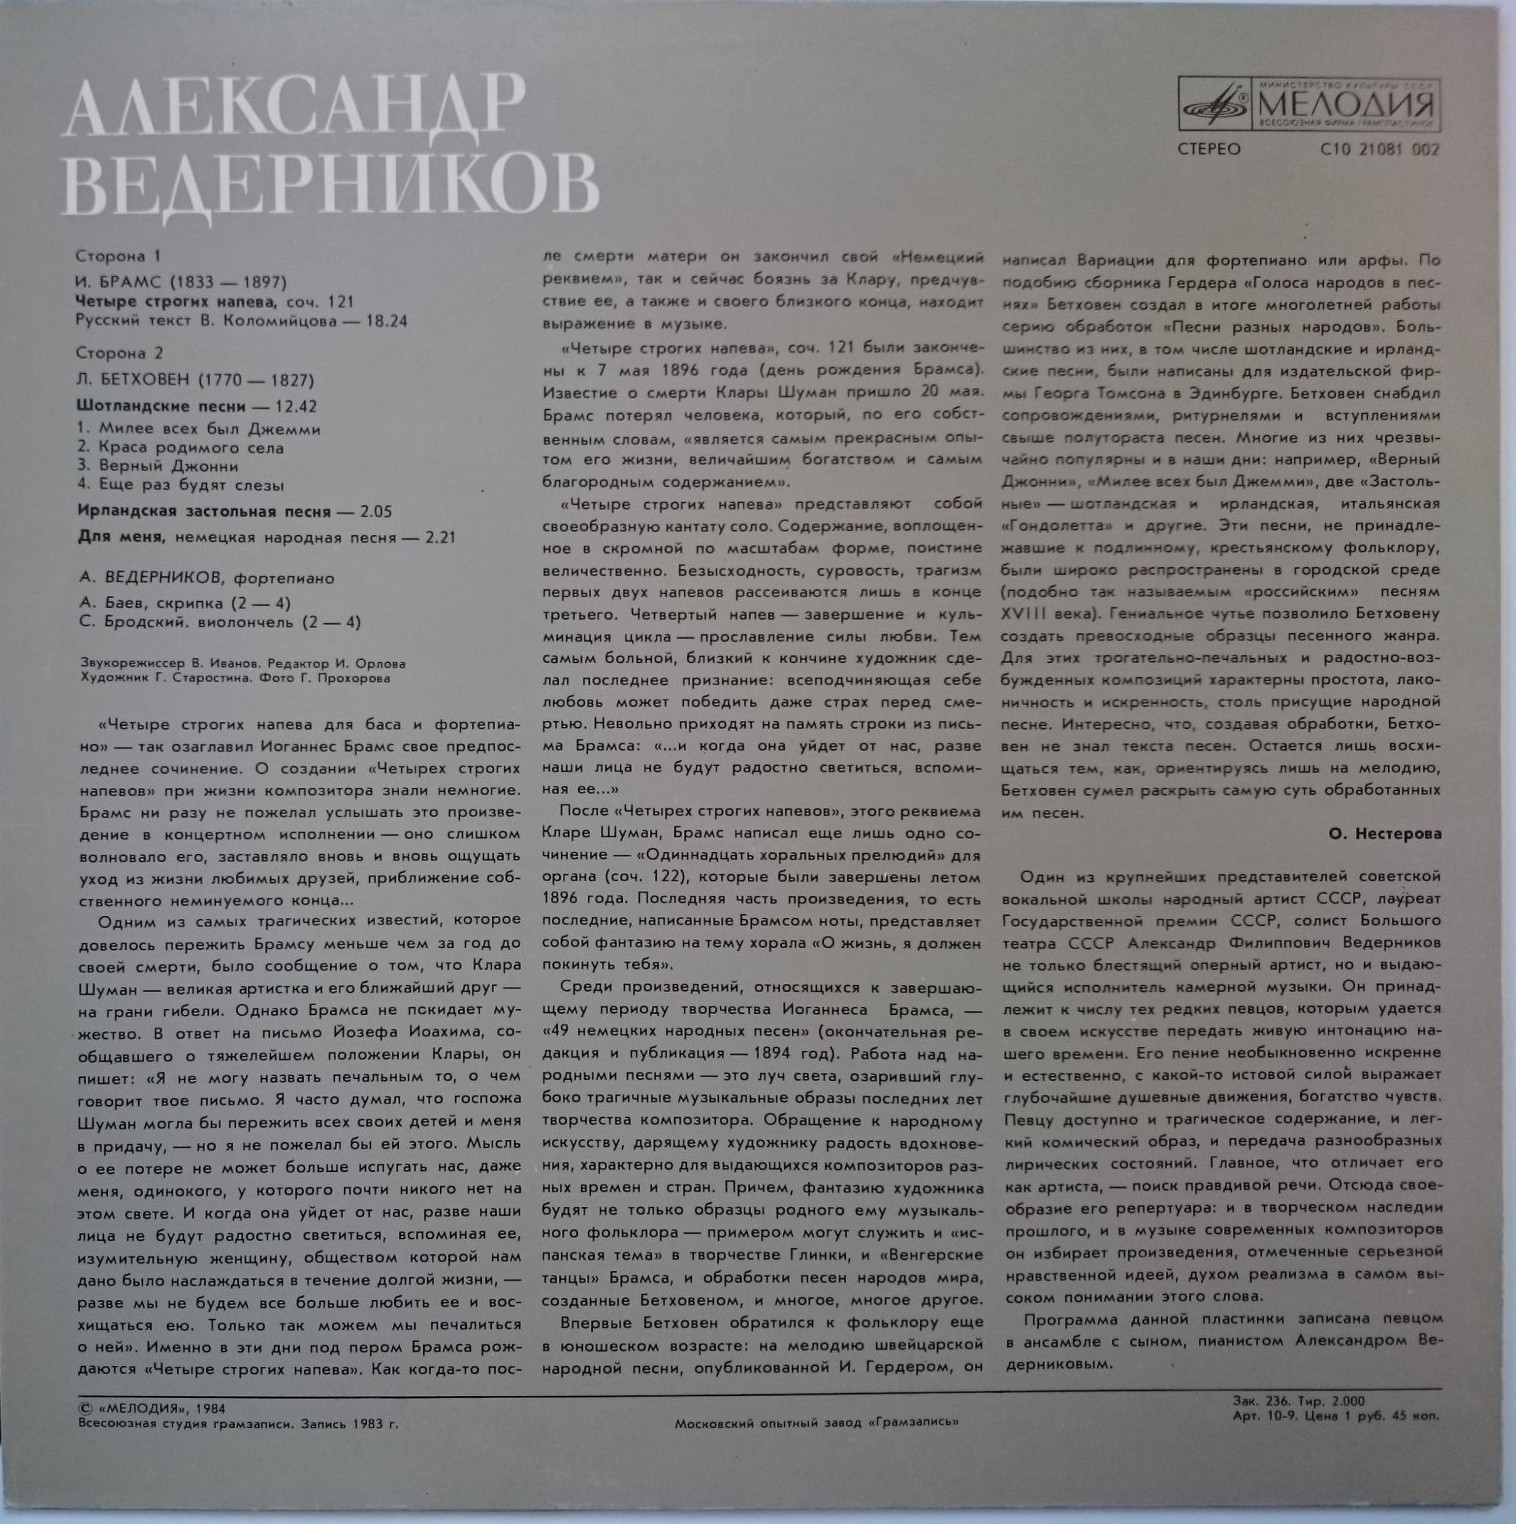 АЛЕКСАНДР
ВЕДЕРНИКОВ
МИНИСТЕРСТВО КУЛЬТУРЫ СССР
МЕЛОДИЯ
ВСЕСОЮЗНАЯ ФИРМА ГРАМПЛАСТИНОК
СТЕРЕО С10 21081 002
Сторона 1
И. БРАМС (1833 — 1897)
Четыре строгих напева, соч. 121
Русский текст В. Коломийцова — 18.24
Сторона 2
Л. БЕТХОВЕН (1770 — 1827)
Шотландские песни — 12.42
1. Милее всех был Джемми
2. Краса родимого села
3. Верный Джонни
4. Еще раз будят слезы
Ирландская застольная песня — 2.05
Для меня, немецкая народная песня — 2.21
А. ВЕДЕРНИКОВ, фортепиано
А. Баев, скрипка (2 — 4)
С. Бродский. виолончель (2 — 4)
Звукорежиссер В. Иванов. Редактор И. Орлова
Художник Г. Старостина. Фото Г. Прохорова
«Четыре строгих напева для баса и фортепиа-
но» — так озаглавил Иоганнес Брамс свое предпос-
леднее сочинение. О создании «Четырех строгих
напевов» при жизни композитора знали немногие.
Брамс ни разу не пожелал услышать это произве-
дение в концертном исполнении — оно слишком
волновало его, заставляло вновь и вновь ощущать
уход из жизни любимых друзей, приближение соб-
ственного неминуемого конца...
Одним из самых трагических известий, которое
довелось пережить Брамсу меньше чем за год до
своей смерти, было сообщение о том, что Клара
Шуман — великая артистка и его ближайший друг —
на грани гибели. Однако Брамса не пскидает му-
жество. В ответ на письмо Йозефа Иоахима, со-
общавшего о тяжелейшем положении Клары, он
пишет: «Я не могу назвать печальным то, о чем
говорит твое письмо. Я часто думал, что госпожа
Шуман могла бы пережить всех своих детей и меня
в придачу, — но я не пожелал бы ей этого. Мысль
о ее потере не может больше испугать нас, даже
меня, одинокого, у которого почти никого нет на
этом свете. И когда она уйдет от нас, разве наши
лица не будут радостно светиться, вспоминая ее,
изумительную женщину, обществом которой нам
дано было наслаждаться в течение долгой жизни, —
разве мы не будем все больше любить ее и вос-
хищаться ею. Только так можем мы печалиться
о ней». Именно в эти дни под пером Брамса рож-
даются «Четыре строгих напева». Как когда-то пос-
ле смерти матери он закончил свой «Немецкий
реквием», так и сейчас боязнь за Клару, предчув-
ствие ее, а также и своего близкого конца, находит
выражение в музыке.
«Четыре строгих напева», соч. 121 были законче-
ны к 7 мая 1896 года (день рождения Брамса).
Известие о смерти Клары Шуман пришло 20 мая.
Брамс потерял человека, который, по его собст-
венным словам, «является самым прекрасным опы-
том его жизни, величайшим богатством и самым
благородным содержанием».
«Четыре строгих напева» представляют собой
своеобразную кантату соло. Содержание, воплощен-
ное в скромной по масштабам форме, поистине
величественно. Безысходность, суровость, трагизм
первых двух напевов рассеиваются лишь в конце
третьего. Четвертый напев — завершение и куль-
минация цикла — прославление силы любви. Тем
самым больной, близкий к кончине художник сде-
лал последнее признание: всеподчиняющая себе
любовь может победить даже страх перед сме-
ртью. Невольно приходят на память строки из пись-
ма Брамса: «...и когда она уйдет от нас, разве
наши лица не будут радостно светиться, вспоми-
ная ее...»
После «Четырех строгих напевов», этого реквиема
Кларе Шуман, Брамс написал еще лишь одно со-
чинение — «Одиннадцать хоральных прелюдий» для
органа (соч. 122), которые были завершены летом
1896 года. Последняя часть произведения, то есть
последние, написанные Брамсом ноты, представляет
собой фантазию на тему хорала «О жизнь, я должен
покинуть тебя».
Среди произведений, относящихся к завершаю-
щему периоду творчества Иоганнеса Брамса, —
«49 немецких народных песен» (окончательная ре-
дакция и публикация — 1894 год). Работа над на-
родными песнями — это луч света, озаривший глу-
боко трагичные музыкальные образы последних лет
творчества композитора. Обращение к народному
искусству, дарящему художнику радость вдохнове-
ния, характерно для выдающихся композиторов раз-
ных времен и стран. Причем, фантазию художника
будят не только образцы родного ему музыкаль-
ного фольклора — примером могут служить и «ис-
панская тема» в творчестве Глинки, и «Венгерские
танцы» Брамса, и обработки песен народов мира,
созданные Бетховеном, и многое, многое другое.
Впервые Бетховен обратился к фольклору еще
в юношеском возрасте: на мелодию швейцарской
народной песни, опубликованной И. Гердером, он
написал Вариации для фортепиано или арфы. По
подобию сборника Гердера «Голоса народов в пес-
нях» Бетховен создал в итоге многолетней работы
серию обработок «Песни разных народов». Боль-
шинство из них, в том числе шотландские и ирланд-
ские песни, были написаны для издательской фир-
мы Георга Томсона в Эдинбурге. Бетховен снабдил
сопровождениями, ритурнелями и вступлениями
свыше полутораста песен. Многие из них чрезвы-
чайно популярны и в наши дни: например, «Верный
Джонни», «Милее всех был Джемми», две «Застоль-
ные» — шотландская и ирландская, итальянская
«Гондолетта» и другие. Эти песни, не принадле-
жавшие к подлинному, крестьянскому фольклору,
были широко распространены в городской среде
(подобно так называемым «российским» песням
XVIII века). Гениальное чутье позволило Бетховену
создать превосходные образцы песенного жанра.
Для этих трогательно-печальных и радостно-воз-
бужденных композиций характерны простота, лако-
ничность и искренность, столь присущие народной
песне. Интересно, что, создавая обработки, Бетхо-
вен не знал текста песен. Остается лишь восхи-
щаться тем, как, ориентируясь лишь на мелодию,
Бетховен сумел раскрыть самую суть обработанных
им песен.
О. Нестерова
Один из крупнейших представителей советской
вокальной школы народный артист СССР, лауреат
Государственной премии СССР, солист Большого
театра СССР Александр Филиппович Ведерников
не только блестящий оперный артист, но и выдаю-
щийся исполнитель камерной музыки. Он принад-
лежит к числу тех редких певцов, которым удается
в своем искусстве передать живую интонацию на-
шего времени. Его пение необыкновенно искренне
и естественно, с какой-то истовой силой выражает
глубочайшие душевные движения, богатство чувств.
Певцу доступно и трагическое содержание, и лег-
кий комический образ, и передача разнообразных
лирических состояний. Главное, что отличает его
как артиста, — поиск правдивой речи. Отсюда свое-
образие его репертуара: и в творческом наследии
прошлого, и в музыке современных композиторов
он избирает произведения, отмеченные серьезной
нравственной идеей, духом реализма в самом вы-
соком понимании этого слова.
Программа данной пластинки записана певцом
в ансамбле с сыном, пианистом Александром Ве-
дерниковым.
© «МЕЛОДИЯ», 1984
Всесоюзная студия грамзаписи. Запись 1983 г.
Московский опытный завод «Грамзапись»
Зак. 236. Тир. 2.000
Арт. 10-9. Цена 1 руб. 45 коп.